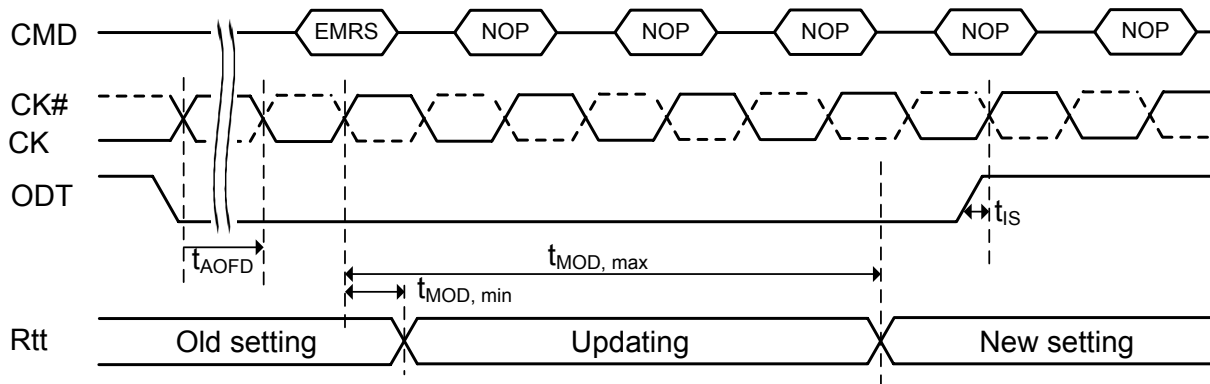 CMD EMRS NOP NOP NOP NOP NOP
CK#
CK
ODT
tIS
tAOFD
tMOD, max
tMOD, min
Rtt Old setting Updating New setting